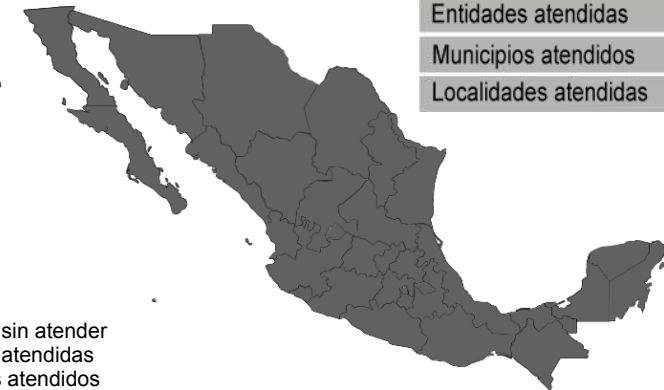 Entidades atendidas
Municipios atendidos
Localidades atendidas
sin atender
atendidas
atendidos